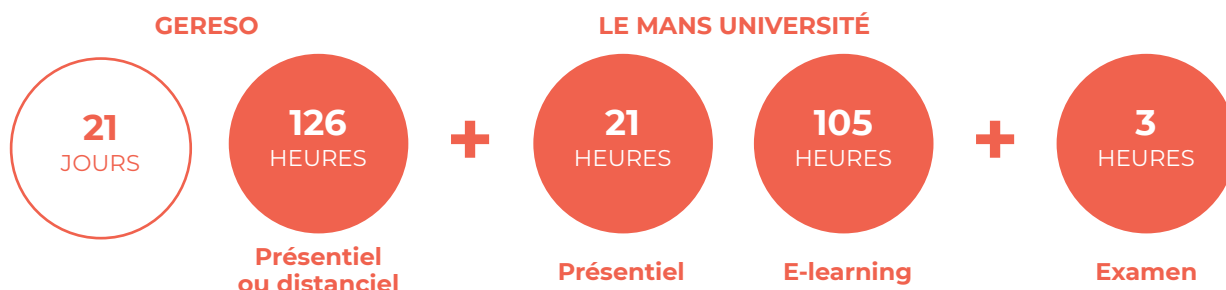 GERESO
LE MANS UNIVERSITÉ
21
JOURS
126
HEURES
+
21
HEURES
105
HEURES
+
3
HEURES
Présentiel
ou distanciel
Présentiel
E-learning
Examen